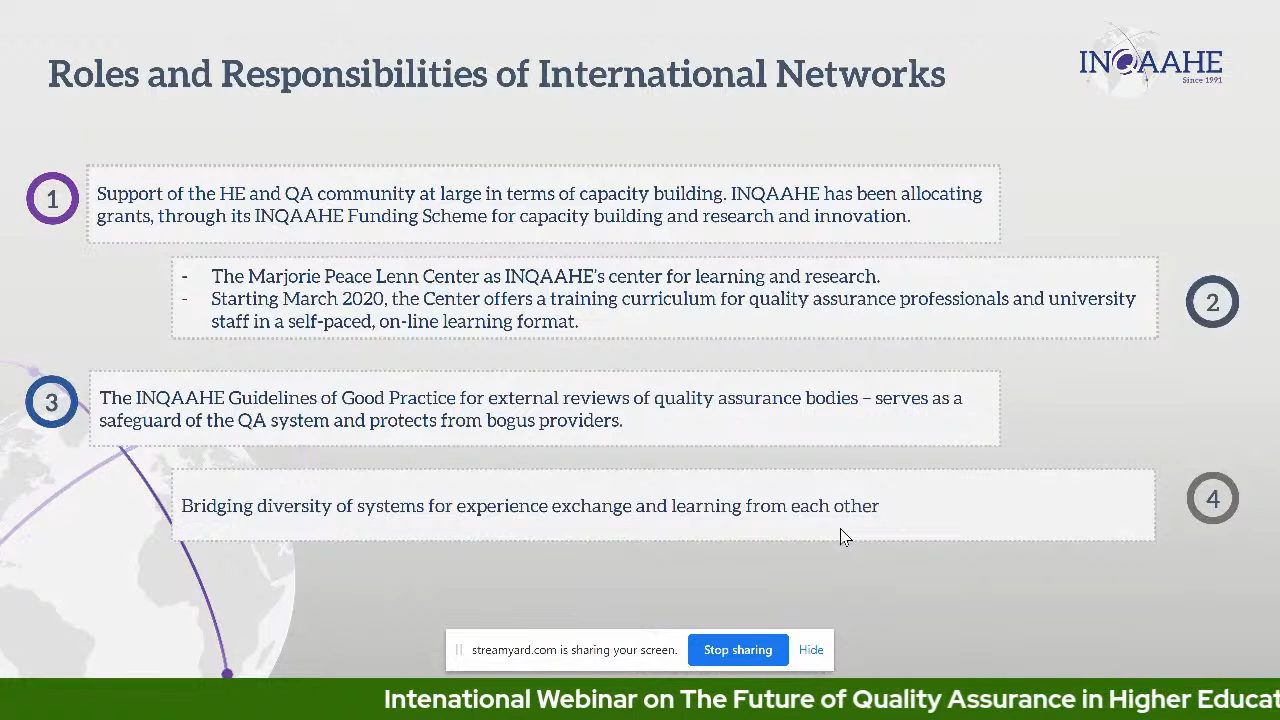 Roles and Responsibilities of International Networks
INQAAHE
Since 1991
1
Support of the HE and QA community at large in terms of capacity building. INQAAHE has been allocating
grants, through its INQAAHE Funding Scheme for capacity building and research and innovation.
- The Marjorie Peace Lenn Center as INQAAHE's center for learning and research.
- Starting March 2020, the Center offers a training curriculum for quality assurance professionals and university
staff in a self-paced, on-line learning format.
2
3
The INQAAHE Guidelines of Good Practice for external reviews of quality assurance bodies – serves as a
safeguard of the QA system and protects from bogus providers.
Bridging diversity of systems for experience exchange and learning from each other
4
streamyard.com is sharing your screen.
Stop sharing
Hide
Intenational Webinar on The Future of Quality Assurance in Higher Educat